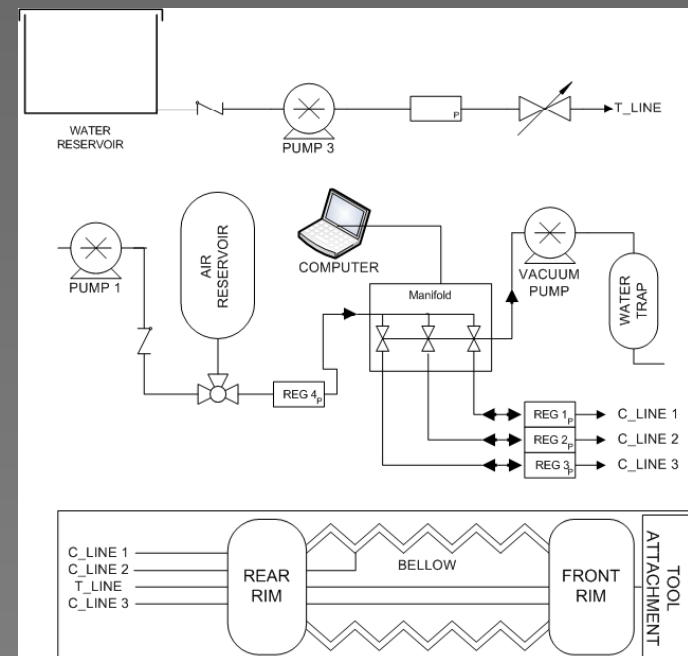 WATER
RESERVOIR
PUMP 3
P
T_LINE
PUMP 1
AIR
RESERVOIR
COMPUTER
Manifold
VACUUM
PUMP
WATER
TRAP
REG 4P
REG 1P
C_LINE 1
REG 2P
C_LINE 2
REG 3P
C_LINE 3
C_LINE 1
C_LINE 2
T_LINE
C_LINE 3
REAR
RIM
BELLOW
FRONT
RIM
TOOL
ATTACHMENT